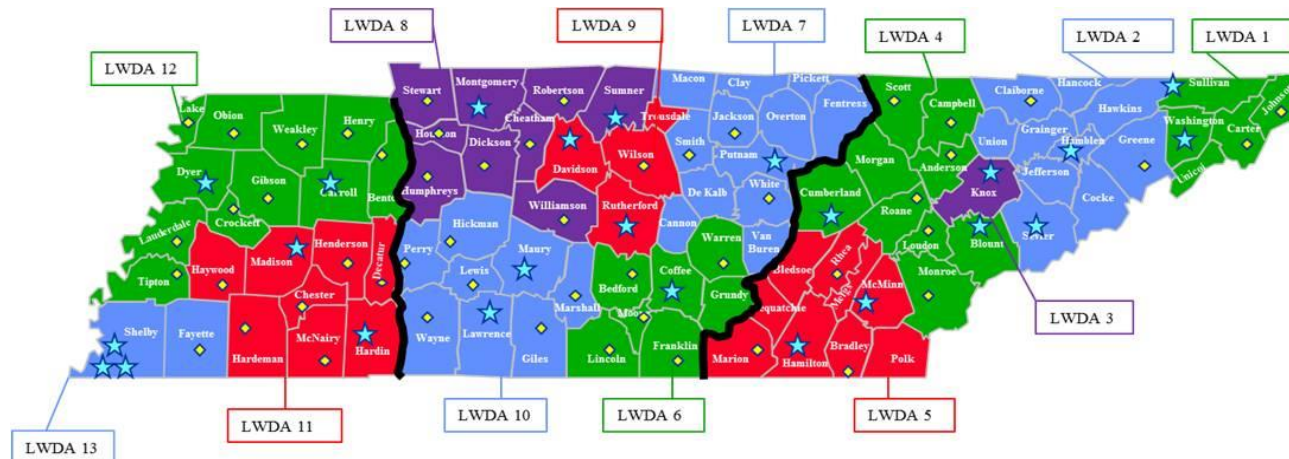 LWDA 8
LWDA 9
LWDA 7
LWDA 4
LWDA 2
LWDA 1
LWDA 12
Lake
Obion
Weakley
Henry
Dyer
Gibson
Carroll
Crockett
Lauderdale
Tipton
Haywood
Madison
Henderson
Decatur
Chester
Shelby
Fayette
Hardeman
McNairy
Hardin
Stewart
Montgomery
Robertson
Sumner
Cheatham
Dickson
Humphreys
Davidson
Wilson
Williamson
Rutherford
Hickman
Perry
Lewis
Maury
Marshall
Wayne
Lawrence
Giles
Macon
Clay
Pickett
Fentress
Jackson
Overton
Smith
Putnam
De Kalb
White
Cannon
Van
Buren
Warren
Bedford
Coffee
Grundy
Lincoln
Franklin
Scott
Campbell
Morgan
Anderson
Cumberland
Roane
Loudon
Blount
Monroe
Bledsoe
Rhea
Meigs
McMinn
equatchie
Marion
Hamilton
Bradley
Polk
Claiborne
Hancock
Hawkins
Union
Grainger
Hamblen
Greene
Knox
Jefferson
Sevier
Cocke
Sullivan
Johnson
Washington
Carter
Unicoi
LWDA 3
LWDA 13
LWDA 11
LWDA 10
LWDA 6
LWDA 5